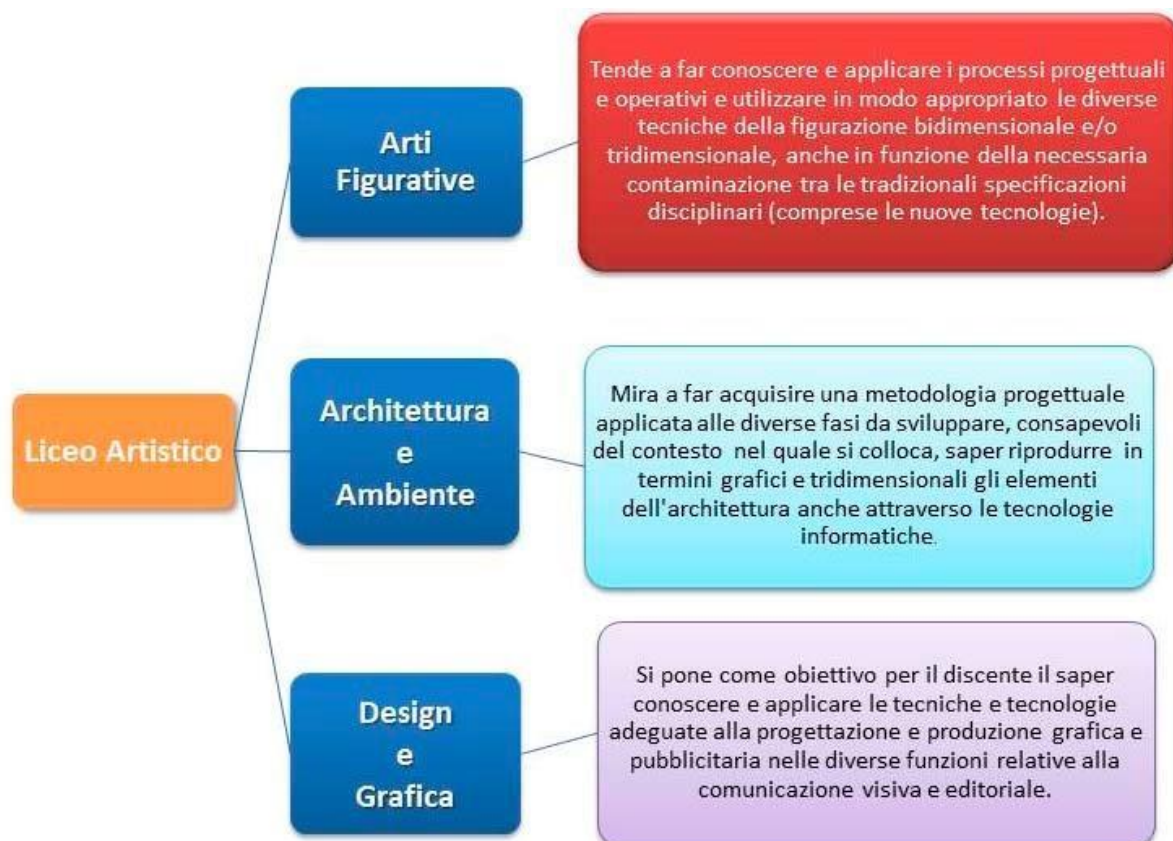 Liceo Artistico
Arti
Figurative
Tende a far conoscere e applicare i processi progettuali
e operativi e utilizzare in modo appropriato le diverse
tecniche della figurazione bidimensionale e/o
tridimensionale, anche in funzione della necessaria
contaminazione tra le tradizionali specificazioni
disciplinari (comprese le nuove tecnologie).
Architettura
e
Ambiente
Mira a far acquisire una metodologia progettuale
applicata alle diverse fasi da sviluppare, consapevoli
del contesto nel quale si colloca, saper riprodurre in
termini grafici e tridimensionali gli elementi
dell'architettura anche attraverso le tecnologie
informatiche.
Design
e
Grafica
Si pone come obiettivo per il discente il saper
conoscere e applicare le tecniche e tecnologie
adeguate alla progettazione e produzione grafica e
pubblicitaria nelle diverse funzioni relative alla
comunicazione visiva e editoriale.